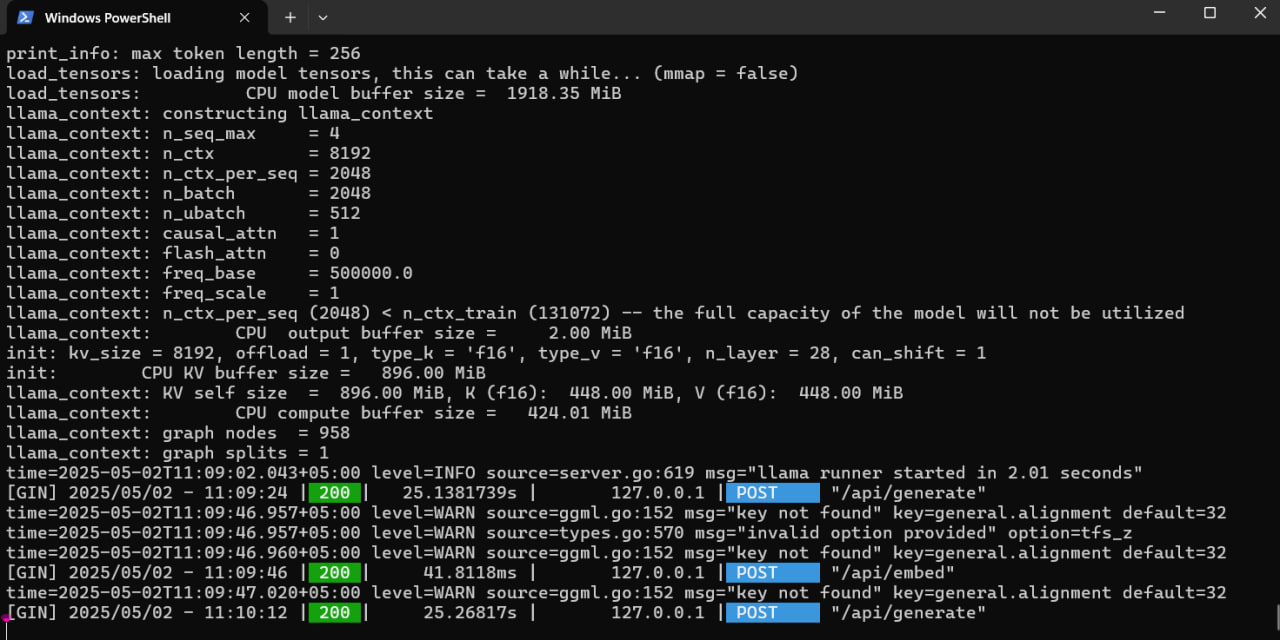 Windows PowerShell
print_info: max token length = 256
load_tensors: loading model tensors, this can take a while... (mmap = false)
load_tensors:          CPU model buffer size =  1918.35 MiB
llama_context: constructing llama_context
llama_context: n_seq_max     = 4
llama_context: n_ctx         = 8192
llama_context: n_ctx_per_seq = 2048
llama_context: n_batch       = 2048
llama_context: n_ubatch      = 512
llama_context: causal_attn   = 1
llama_context: flash_attn    = 0
llama_context: freq_base     = 500000.0
llama_context: freq_scale    = 1
llama_context: n_ctx_per_seq (2048) < n_ctx_train (131072) -- the full capacity of the model will not be utilized
llama_context:        CPU  output buffer size =     2.00 MiB
init: kv_size = 8192, offload = 1, type_k = 'f16', type_v = 'f16', n_layer = 28, can_shift = 1
init:        CPU KV buffer size =   896.00 MiB
llama_context: KV self size  =  896.00 MiB, K (f16):  448.00 MiB, V (f16):  448.00 MiB
llama_context:        CPU compute buffer size =   424.01 MiB
llama_context: graph nodes  = 958
llama_context: graph splits = 1
time=2025-05-02T11:09:02.043+05:00 level=INFO source=server.go:619 msg="llama runner started in 2.01 seconds"
[GIN] 2025/05/02 - 11:09:24 | 200 |    25.1381739s |       127.0.0.1 | POST     "/api/generate"
time=2025-05-02T11:09:46.957+05:00 level=WARN source=ggml.go:152 msg="key not found" key=general.alignment default=32
time=2025-05-02T11:09:46.957+05:00 level=WARN source=types.go:570 msg="invalid option provided" option=tfs_z
time=2025-05-02T11:09:46.960+05:00 level=WARN source=ggml.go:152 msg="key not found" key=general.alignment default=32
[GIN] 2025/05/02 - 11:09:46 | 200 |      41.8118ms |       127.0.0.1 | POST     "/api/embed"
time=2025-05-02T11:09:47.020+05:00 level=WARN source=ggml.go:152 msg="key not found" key=general.alignment default=32
[GIN] 2025/05/02 - 11:10:12 | 200 |      25.26817s |       127.0.0.1 | POST     "/api/generate"